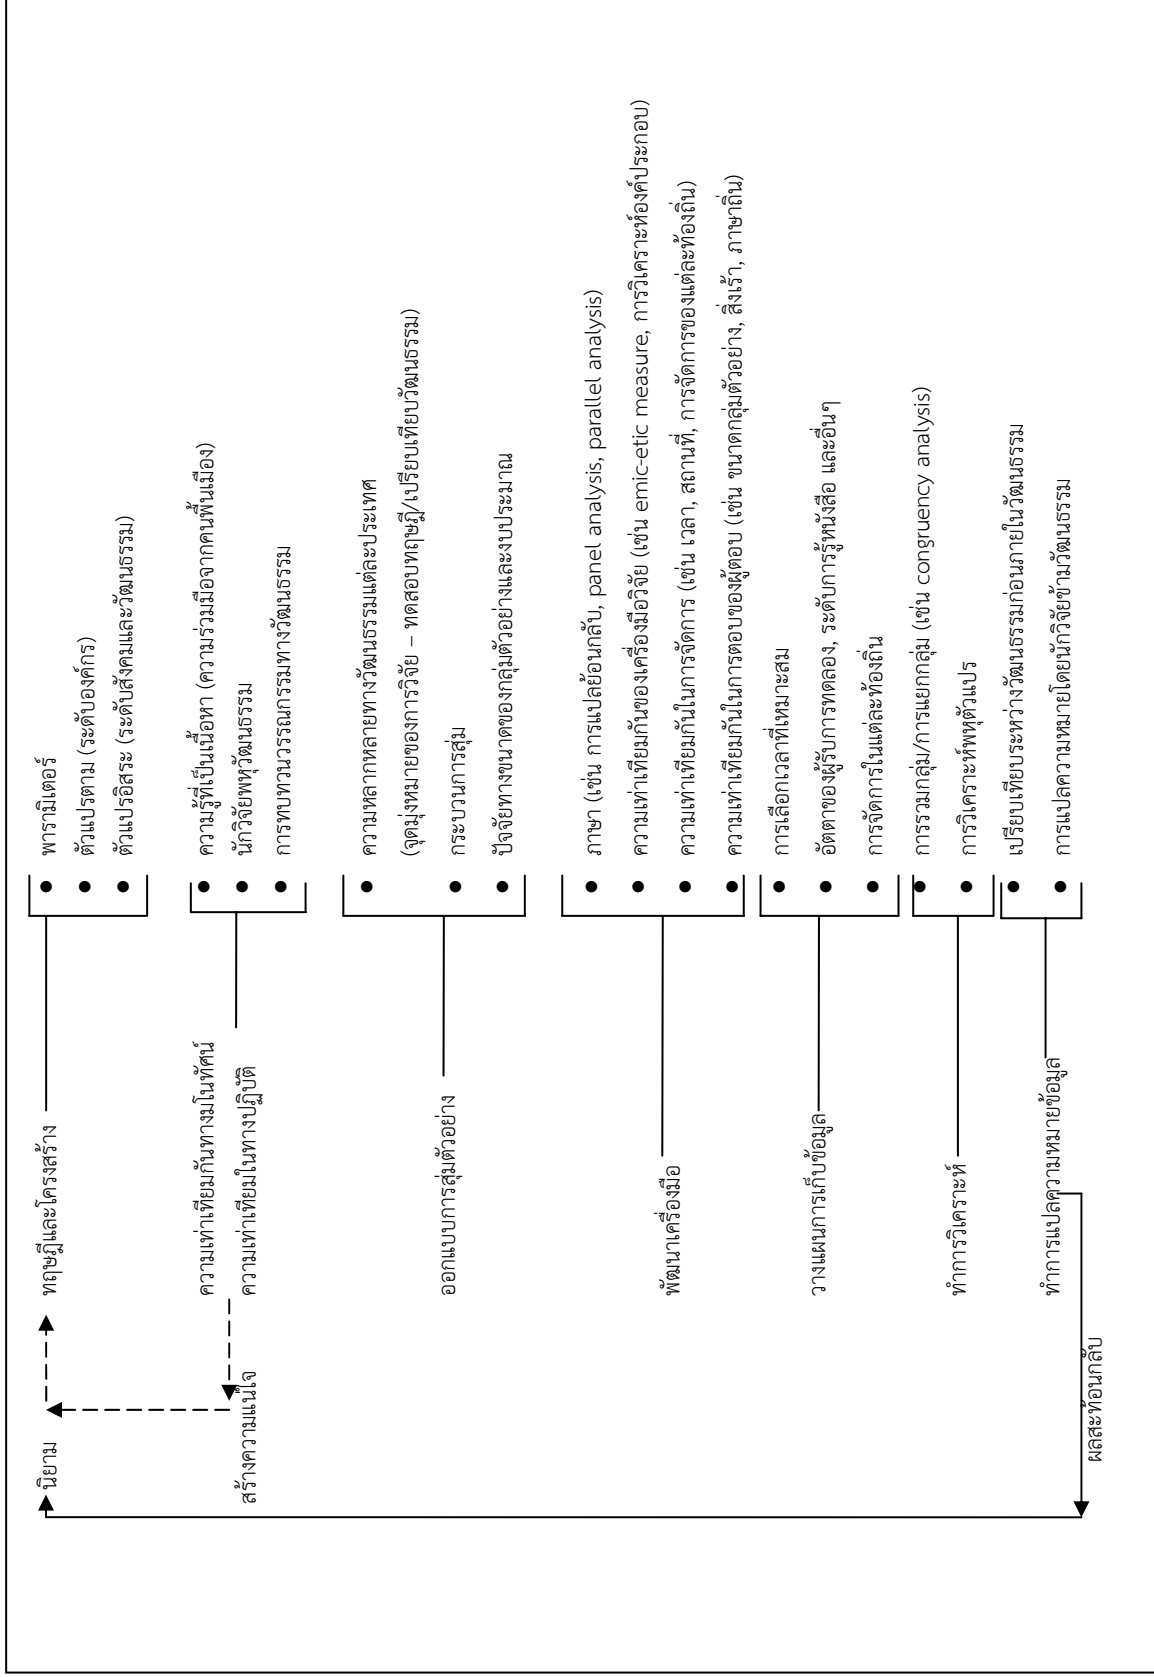 นิยาม
ทฤษฎีและโครงสร้าง
พารามิเตอร์
ตัวแปรตาม (ระดับองค์กร)
ตัวแปรอิสระ (ระดับสังคมและวัฒนธรรม)
สร้างความแน่ใจ
ความเท่าเทียมกันทางมโนทัศน์
ความเท่าเทียมในทางปฏิบัติ
ความรู้ที่เป็นเนื้อหา (ความร่วมมือจากคนพื้นเมือง)
นักวิจัยพหุวัฒนธรรม
การทบทวนวรรณกรรมทางวัฒนธรรม
ออกแบบการสุ่มตัวอย่าง
ความหลากหลายทางวัฒนธรรมแต่ละประเทศ
(จุดมุ่งหมายของการวิจัย – ทดสอบทฤษฎี/เปรียบเทียบวัฒนธรรม)
กระบวนการสุ่ม
ปัจจัยทางขนาดของกลุ่มตัวอย่างและงบประมาณ
พัฒนาเครื่องมือ
ภาษา (เช่น การแปลย้อนกลับ, panel analysis, parallel analysis)
ความเท่าเทียมกันของเครื่องมือวิจัย (เช่น emic-etic measure, การวิเคราะห์องค์ประกอบ)
ความเท่าเทียมกันในการจัดการ (เช่น เวลา, สถานที่, การจัดการของแต่ละท้องถิ่น)
ความเท่าเทียมกันในการตอบของผู้ตอบ (เช่น ขนาดกลุ่มตัวอย่าง, สิ่งเร้า, ภาษาถิ่น)
วางแผนการเก็บข้อมูล
การเลือกเวลาที่เหมาะสม
อัตตาของผู้รับการทดลอง, ระดับการรู้หนังสือ และอื่นๆ
การจัดการในแต่ละท้องถิ่น
ทำการวิเคราะห์
การรวมกลุ่ม/การแยกกลุ่ม (เช่น congruency analysis)
การวิเคราะห์พหุตัวแปร
ทำการแปลความหมายข้อมูล
เปรียบเทียบระหว่างวัฒนธรรมก่อนภายในวัฒนธรรม
การแปลความหมายโดยนักวิจัยข้ามวัฒนธรรม
ผลสะท้อนกลับ